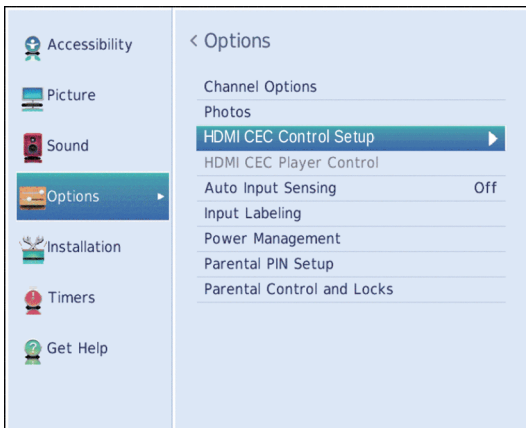 Accessibility
Picture
Sound
Options
Installation
Timers
Get Help
< Options
Channel Options
Photos
HDMI CEC Control Setup
HDMI CEC Player Control
Auto Input Sensing Off
Input Labeling
Power Management
Parental PIN Setup
Parental Control and Locks